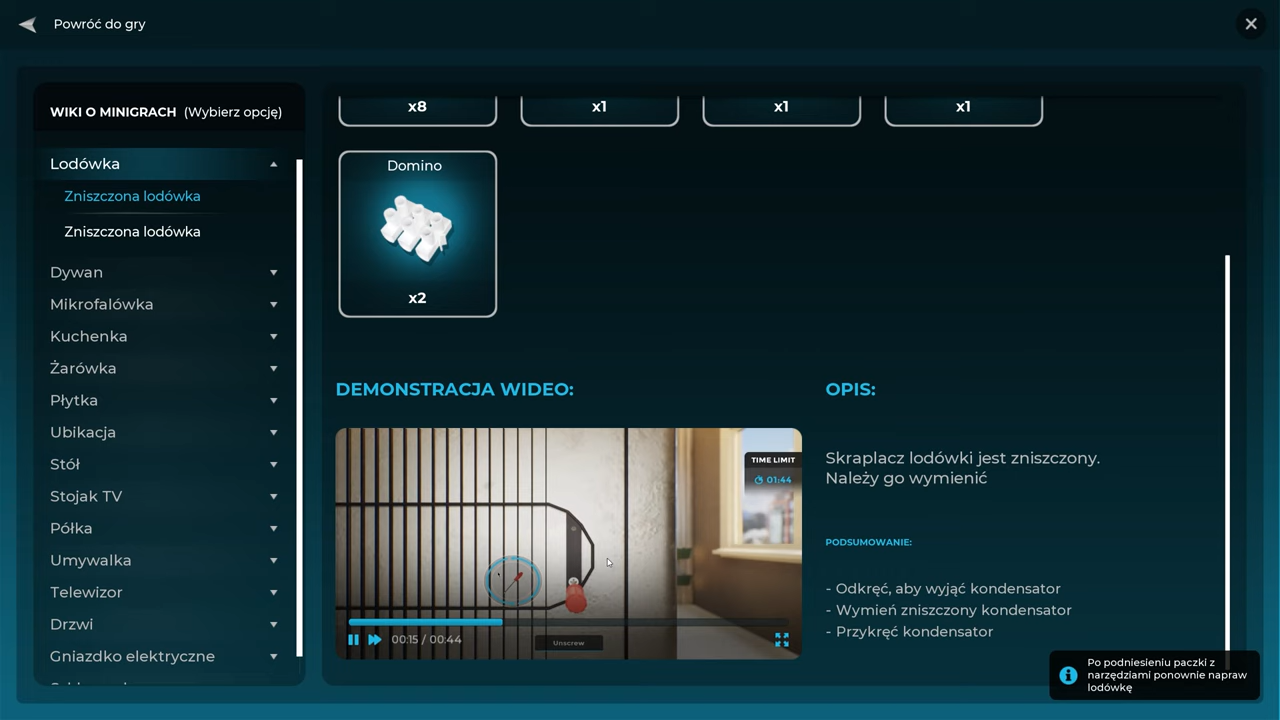 Powróć do gry
WIKI O MINIGRACH (Wybierz opcję)
Lodówka
Zniszczona lodówka
Zniszczona lodówka
Dywan
Mikrofalówka
Kuchenka
Żarówka
Płytka
Ubikacja
Stół
Stojak TV
Półka
Umywalka
Telewizor
Drzwi
Gniazdko elektryczne
x8
x1
x1
x1
Domino
x2
DEMONSTRACJA WIDEO:
TIME LIMIT
01:44
00:15 / 00:44
Unscrew
OPIS:
Skraplacz lodówki jest zniszczony.
Należy go wymienić
PODSUMOWANIE:
- Odkręć, aby wyjąć kondensator
- Wymień zniszczony kondensator
- Przykręć kondensator
Po podniesieniu paczki z
narzędziami ponownie napraw
lodówkę